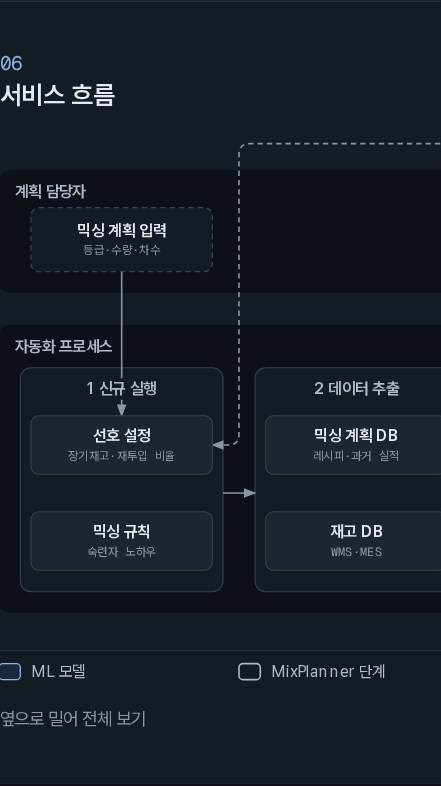 06
서비스 흐름
계획 담당자
믹싱 계획 입력
등급·수량·차수
자동화 프로세스
1 신규 실행
선호 설정
장기재고·재투입 비율
믹싱 규칙
숙련자 노하우
2 데이터 추출
믹싱 계획 DB
레시피·과거 실적
재고 DB
WMS·MES
ML 모델
MixPlanner 단계
옆으로 밀어 전체 보기